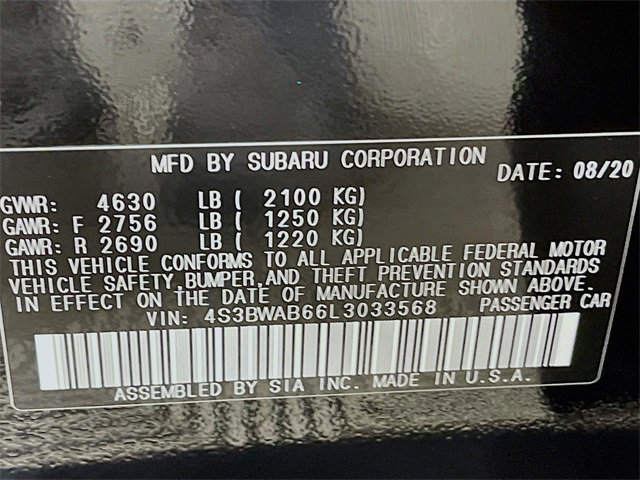 MFD BY SUBARU CORPORATION DATE: 08/20
GVWR: 4630 LB ( 2100 KG)
GAWR: F 2756 LB ( 1250 KG)
GAWR: R 2690 LB ( 1220 KG)
THIS VEHICLE CONFORMS TO ALL APPLICABLE FEDERAL MOTOR
VEHICLE SAFETY,BUMPER,AND THEFT PREVENTION STANDARDS
IN EFFECT ON THE DATE OF MANUFACTURE SHOWN ABOVE.
VIN: 4S3BWAB66L3033568 PASSENGER CAR
ASSEMBLED BY SIA INC. MADE IN U.S.A.